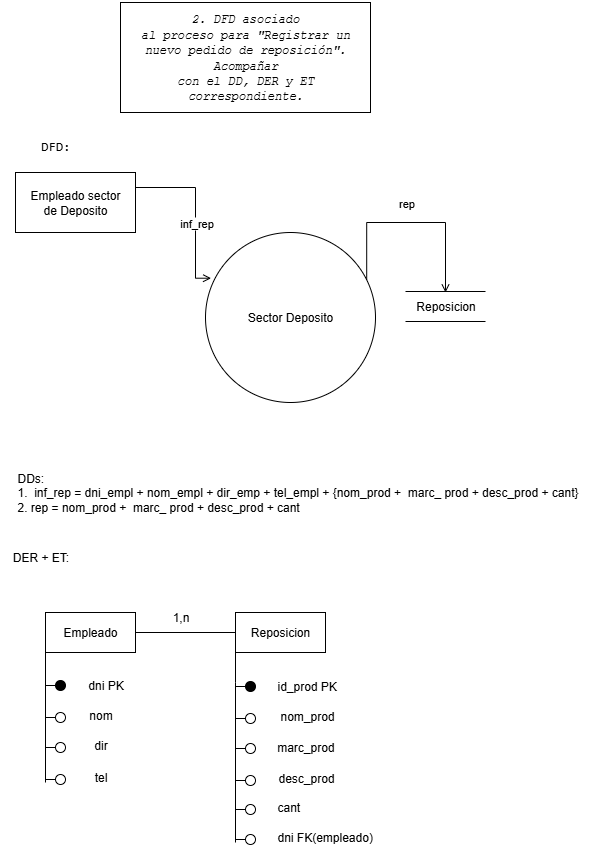 2. DFD asociado
al proceso para "Registrar un
nuevo pedido de reposición".
Acompañar
con el DD, DER y ET
correspondiente.
DFD:
Empleado sector
de Deposito
inf_rep
rep
Sector Deposito
Reposicion
DDs:
1. inf_rep = dni_empl + nom_empl + dir_emp + tel_empl + {nom_prod + marc_ prod + desc_prod + cant}
2. rep = nom_prod + marc_ prod + desc_prod + cant
DER + ET:
Empleado
1,n
Reposicion
dni PK
nom
dir
tel
id_prod PK
nom_prod
marc_prod
desc_prod
cant
dni FK(empleado)